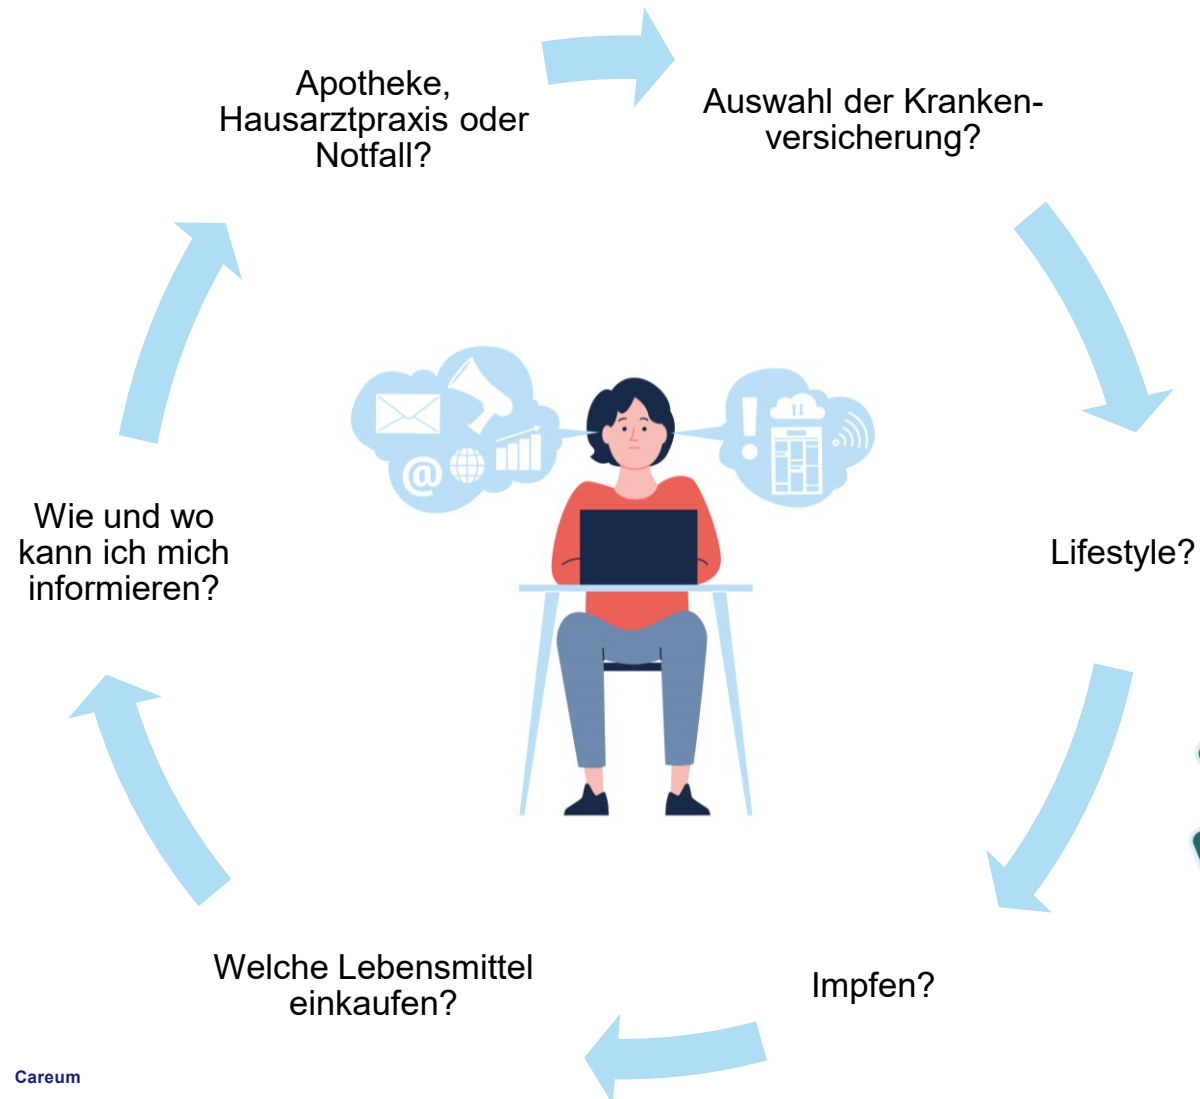 Apotheke,
Hausarztpraxis oder
Notfall?
Auswahl der Kranken-
versicherung?
Lifestyle?
Impfen?
Welche Lebensmittel
einkaufen?
Wie und wo
kann ich mich
informieren?
@
Careum